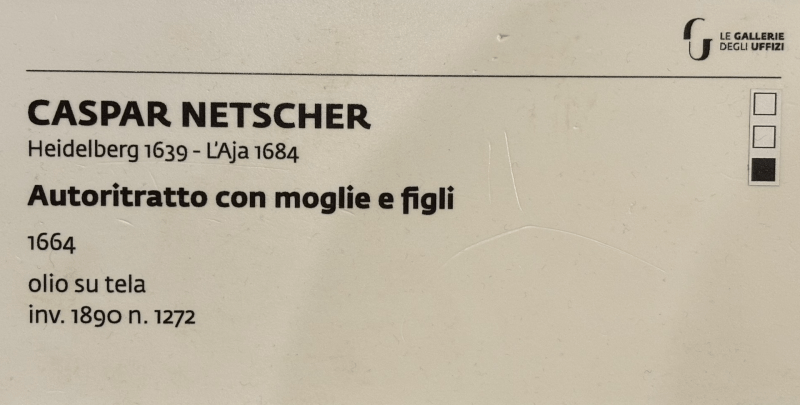 LE GALLERIE
DEGLI UFFIZI
CASPAR NETSCHER
Heidelberg 1639 - L'Aja 1684
Autoritratto con moglie e figli
1664
olio su tela
inv. 1890 n. 1272